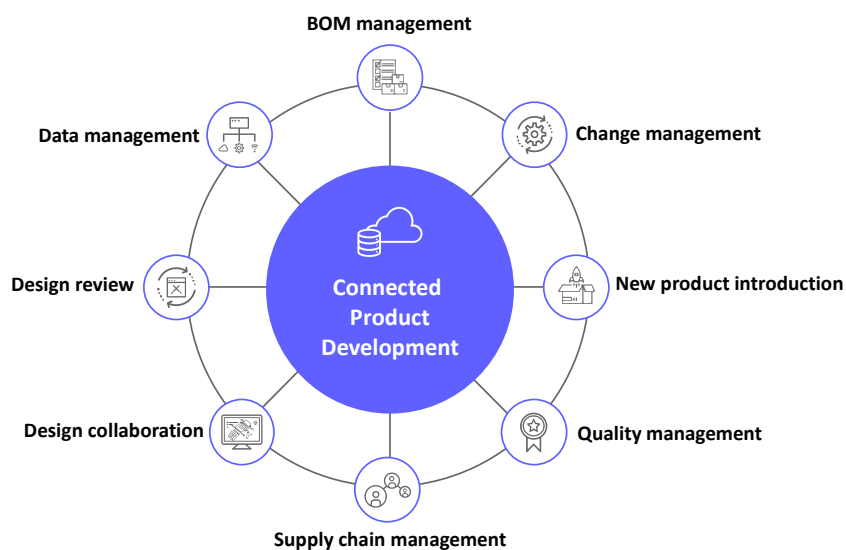 BOM management
Data management
Change management
Design review
Connected
Product
Development
New product introduction
Design collaboration
Quality management
Supply chain management